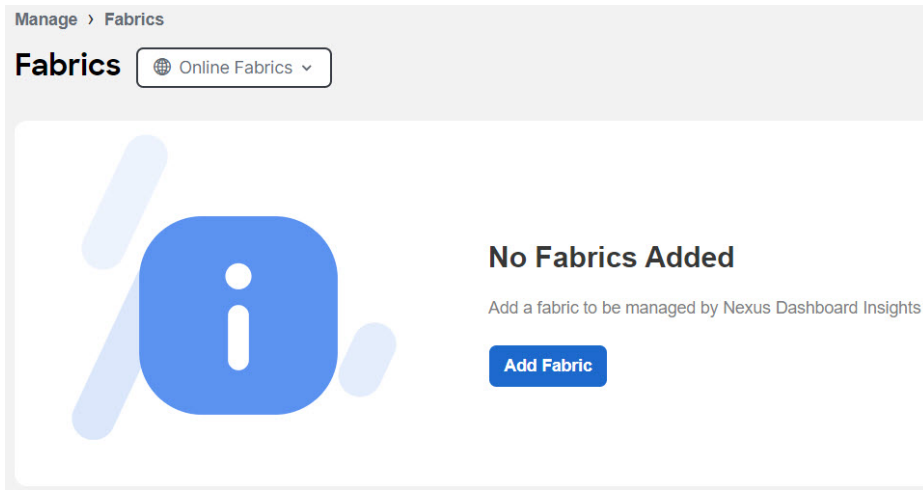 Manage › Fabrics
Fabrics Online Fabrics
No Fabrics Added
Add a fabric to be managed by Nexus Dashboard Insights
Add Fabric